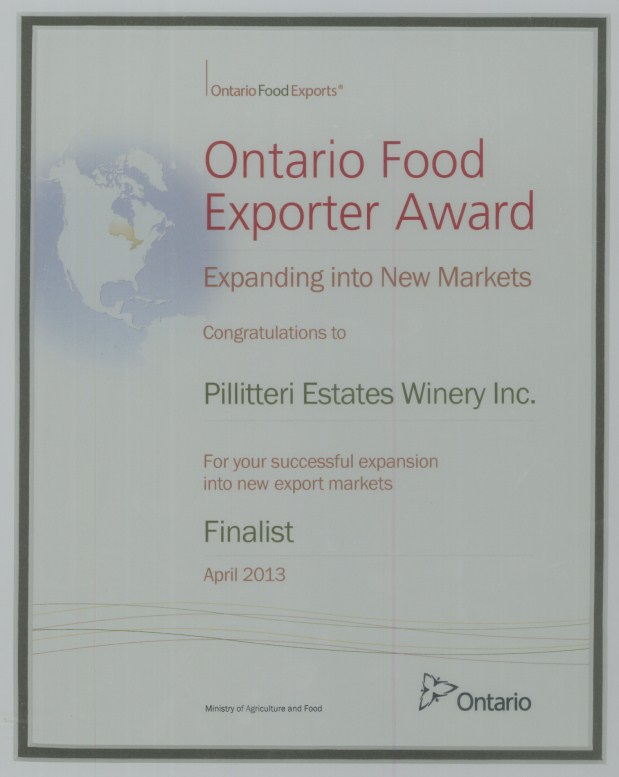 Ontario Food Exports®
Ontario Food
Exporter Award
Expanding into New Markets
Congratulations to
Pillitteri Estates Winery Inc.
For your successful expansion
into new export markets
Finalist
April 2013
Ministry of Agriculture and Food
Ontario